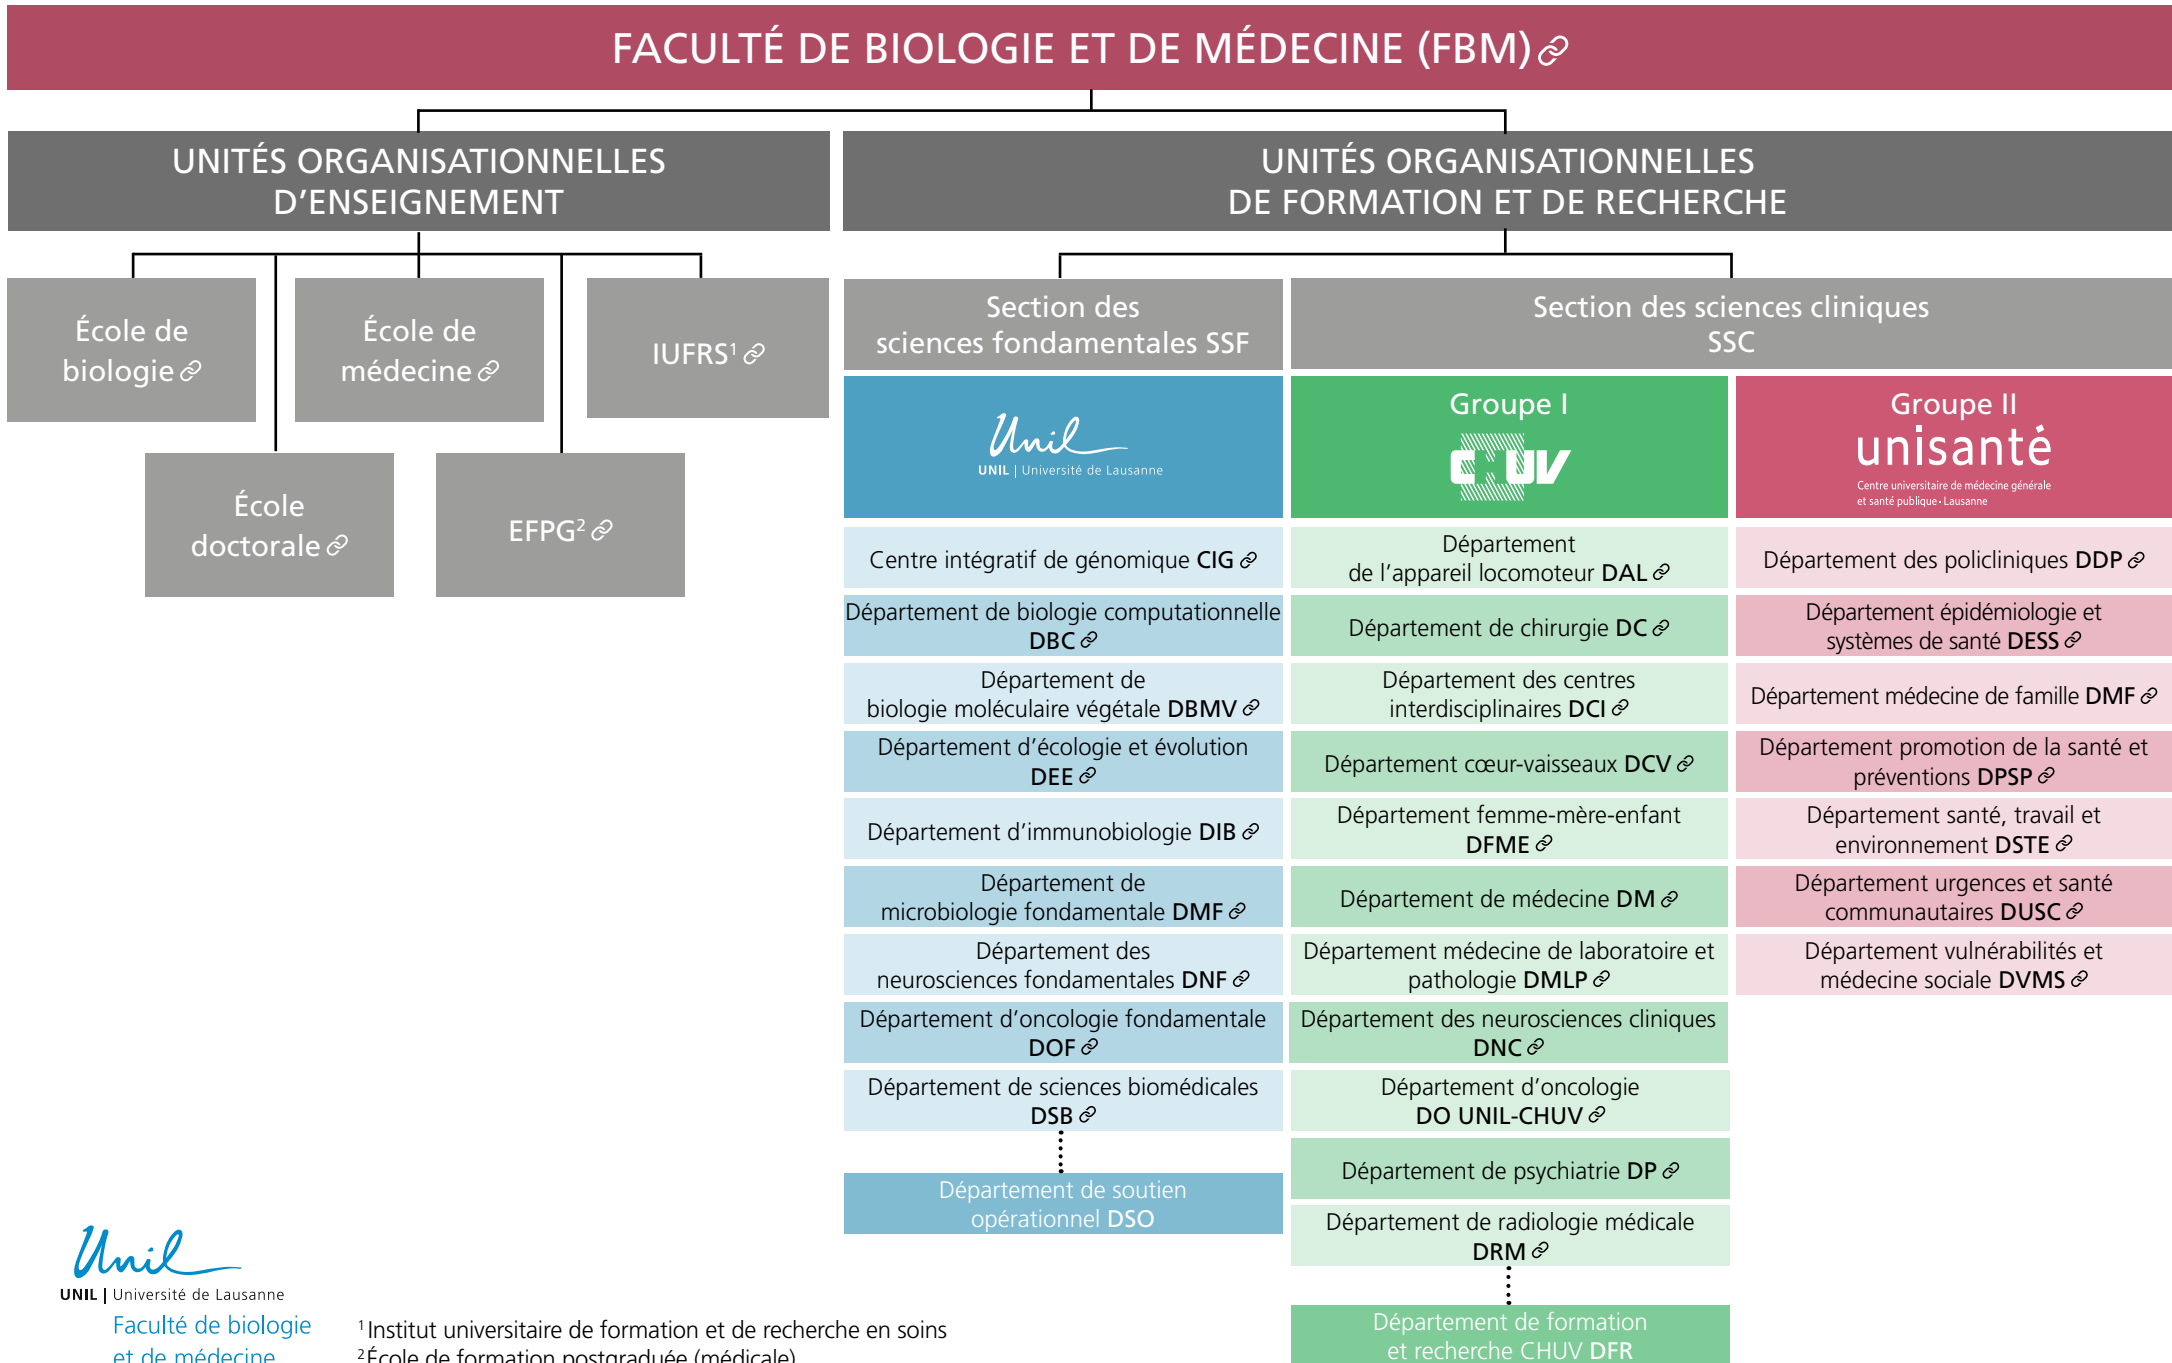 FACULTÉ DE BIOLOGIE ET DE MÉDECINE (FBM)
UNITÉS ORGANISATIONNELLES
D’ENSEIGNEMENT
UNITÉS ORGANISATIONNELLES
DE FORMATION ET DE RECHERCHE
École de
biologie
École de
médecine
IUFRS¹
École
doctorale
EFPG²
Section des
sciences fondamentales SSF
Section des sciences cliniques
SSC
Unil
UNIL | Université de Lausanne
Groupe I
CHUV
Groupe II
unisanté
Centre universitaire de médecine générale
et santé publique • Lausanne
Centre intégratif de génomique CIG
Département de biologie computationnelle
DBC
Département de
biologie moléculaire végétale DBMV
Département d’écologie et évolution
DEE
Département d’immunobiologie DIB
Département de
microbiologie fondamentale DMF
Département des
neurosciences fondamentales DNF
Département d’oncologie fondamentale
DOF
Département de sciences biomédicales
DSB
Département de soutien
opérationnel DSO
Département
de l’appareil locomoteur DAL
Département de chirurgie DC
Département des centres
interdisciplinaires DCI
Département cœur-vaisseaux DCV
Département femme-mère-enfant
DFME
Département de médecine DM
Département médecine de laboratoire et
pathologie DMLP
Département des neurosciences cliniques
DNC
Département d’oncologie
DO UNIL-CHUV
Département de psychiatrie DP
Département de radiologie médicale
DRM
Département de formation
et recherche CHUV DFR
Département des policliniques DDP
Département épidémiologie et
systèmes de santé DESS
Département médecine de famille DMF
Département promotion de la santé et
préventions DPSP
Département santé, travail et
environnement DSTE
Département urgences et santé
communautaires DUSC
Département vulnérabilités et
médecine sociale DVMS
Unil
UNIL | Université de Lausanne
Faculté de biologie
et de médecine
¹ Institut universitaire de formation et de recherche en soins
² École de formation postgraduée (médicale)